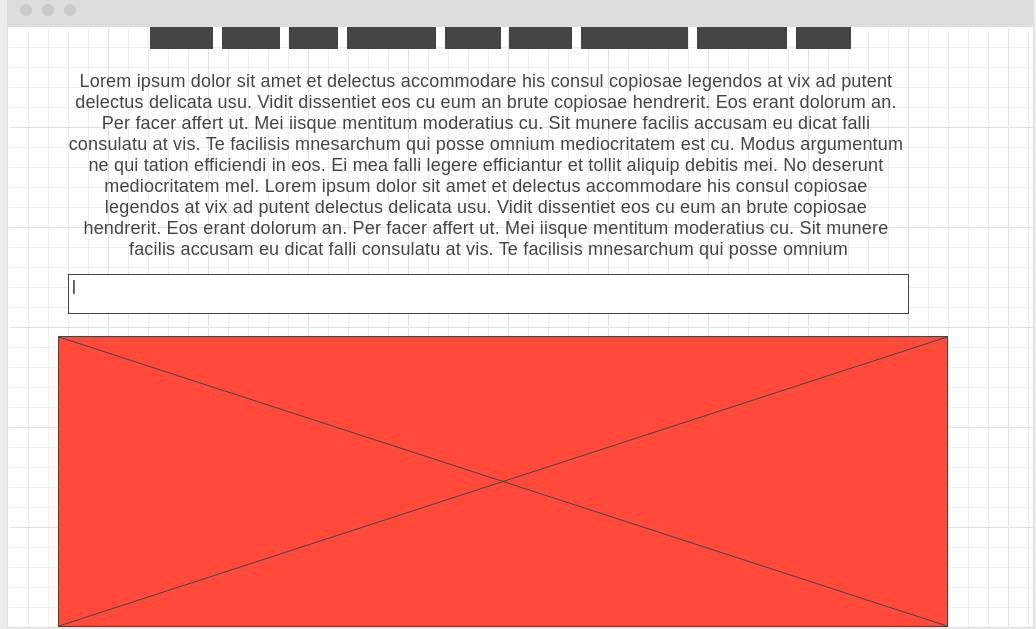 Lorem ipsum dolor sit amet et delectus accommodare his consul copiosae legendos at vix ad putent
delectus delicata usu. Vidit dissentiet eos cu eum an brute copiosae hendrerit. Eos erant dolorum an.
Per facer affert ut. Mei iisque mentitum moderatius cu. Sit munere facilis accusam eu dicat falli
consulatu at vis. Te facilisis mnesarchum qui posse omnium mediocritatem est cu. Modus argumentum
ne qui tation efficiendi in eos. Ei mea falli legere efficiantur et tollit aliquip debitis mei. No deserunt
mediocritatem mel. Lorem ipsum dolor sit amet et delectus accommodare his consul copiosae
legendos at vix ad putent delectus delicata usu. Vidit dissentiet eos cu eum an brute copiosae
hendrerit. Eos erant dolorum an. Per facer affert ut. Mei iisque mentitum moderatius cu. Sit munere
facilis accusam eu dicat falli consulatu at vis. Te facilisis mnesarchum qui posse omnium